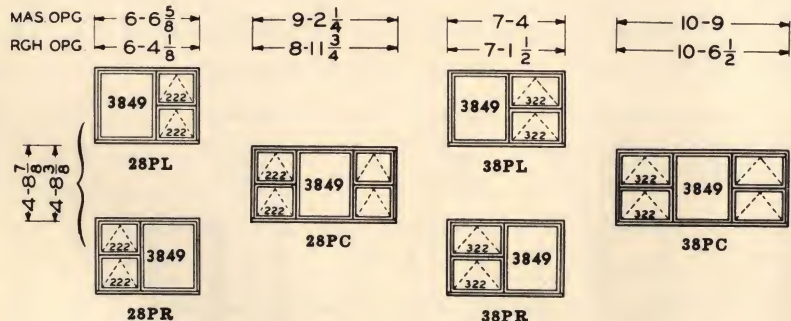 MAS. OPG. 6-6 5/8 9-2 1/4 7-4 10-9
RGH OPG. 6-4 1/8 8-11 3/4 7-1 1/2 10-6 1/2
3849 222 222
28PL
3849 322 322
38PL
4-8 7/8
4-8 3/8
222 222 3849
28PC
322 322 3849
38PC
222 222 3849
28PR
322 322 3849
38PR